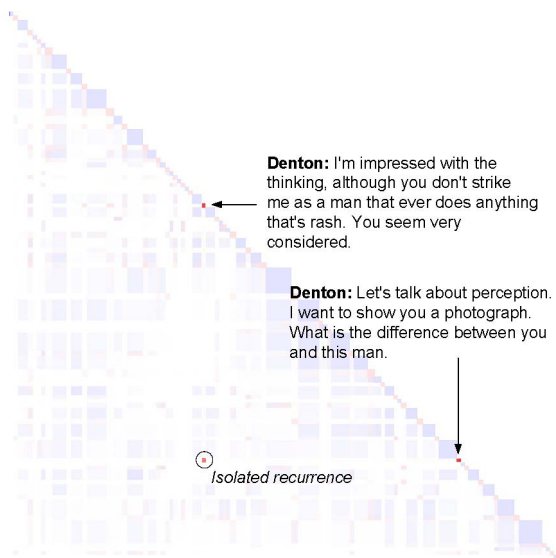 Denton: I'm impressed with the
thinking, although you don't strike
me as a man that ever does anything
that's rash. You seem very
considered.
Denton: Let's talk about perception.
I want to show you a photograph.
What is the difference between you
and this man.
Isolated recurrence